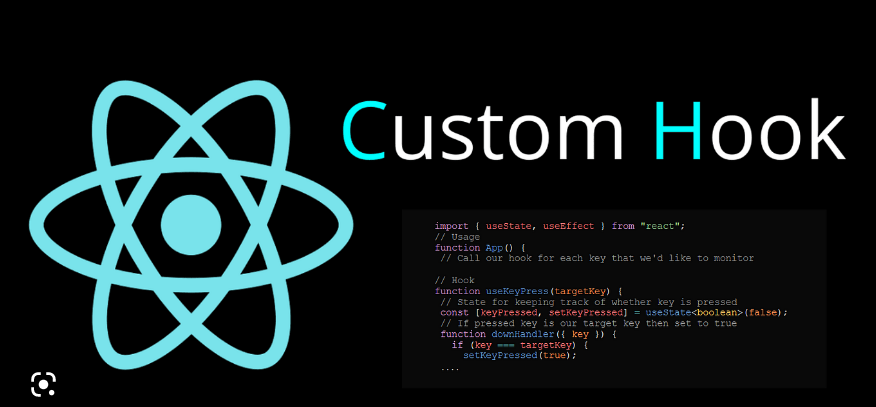 Custom Hook
import { useState, useEffect } from "react";
// Usage
function App() {
// Call our hook for each key that we'd like to monitor
// Hook
function useKeyPress(targetKey) {
// State for keeping track of whether key is pressed
const [keyPressed, setKeyPressed] = useState<boolean>(false);
// If pressed key is our target key then set to true
function downHandler({ key }) {
if (key === targetKey) {
setKeyPressed(true);
....